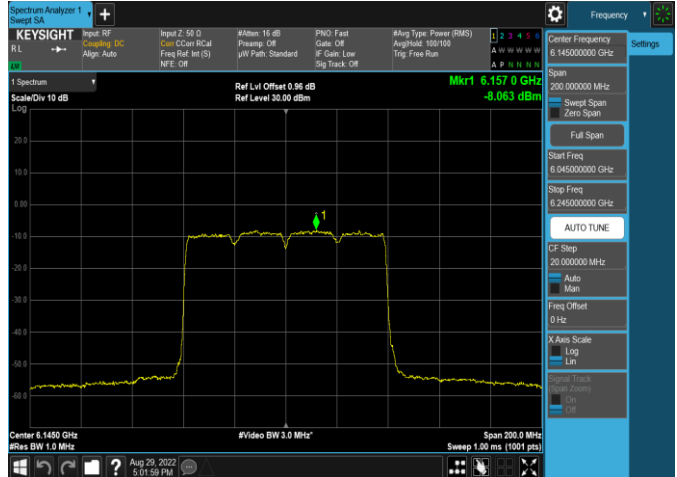 Spectrum Analyzer 1
Swept SA
Frequency
KEYSIGHT
RL
Input: RF
Coupling: DC
Align: Auto
Input Z: 50 Ω
Corr CCorr RCal
Freq Ref: Int (S)
NFE: Off
#Atten: 16 dB
Preamp: Off
µW Path: Standard
PNO: Fast
Gate: Off
IF Gain: Low
Sig Track: Off
#Avg Type: Power (RMS)
Avg|Hold: 100/100
Trig: Free Run
1 2 3 4 5 6
A W W W W W
A P N N N N
Center Frequency
6.145000000 GHz
Settings
Span
200.000000 MHz
Swept Span
Zero Span
Full Span
Start Freq
6.045000000 GHz
Stop Freq
6.245000000 GHz
AUTO TUNE
CF Step
20.000000 MHz
Auto
Man
Freq Offset
0 Hz
X Axis Scale
Log
Lin
Signal Track
(Span Zoom)
On
Off
1 Spectrum
Scale/Div 10 dB
Log
Ref Lvl Offset 0.96 dB
Ref Level 30.00 dBm
Mkr1 6.157 0 GHz
-8.063 dBm
20.0
10.0
0.00
1
-10.0
-20.0
-30.0
-40.0
-50.0
-60.0
Center 6.1450 GHz
#Res BW 1.0 MHz
#Video BW 3.0 MHz*
Span 200.0 MHz
Sweep 1.00 ms (1001 pts)
Aug 29, 2022
5:01:59 PM